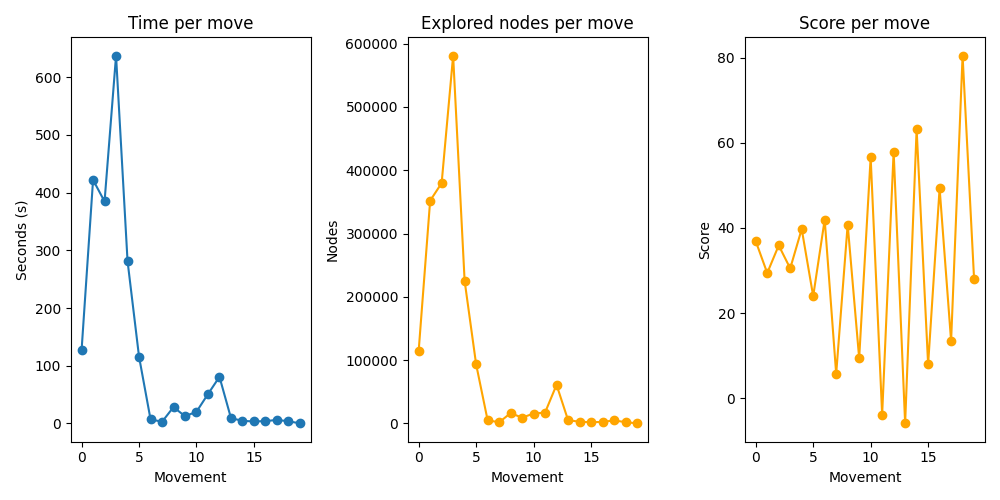 Time per move
Explored nodes per move
Score per move
Seconds (s)
600
500
400
300
200
100
0
0 5 10 15
Movement
Nodes
600000
500000
400000
300000
200000
100000
0
0 5 10 15
Movement
Score
80
60
40
20
0
0 5 10 15
Movement